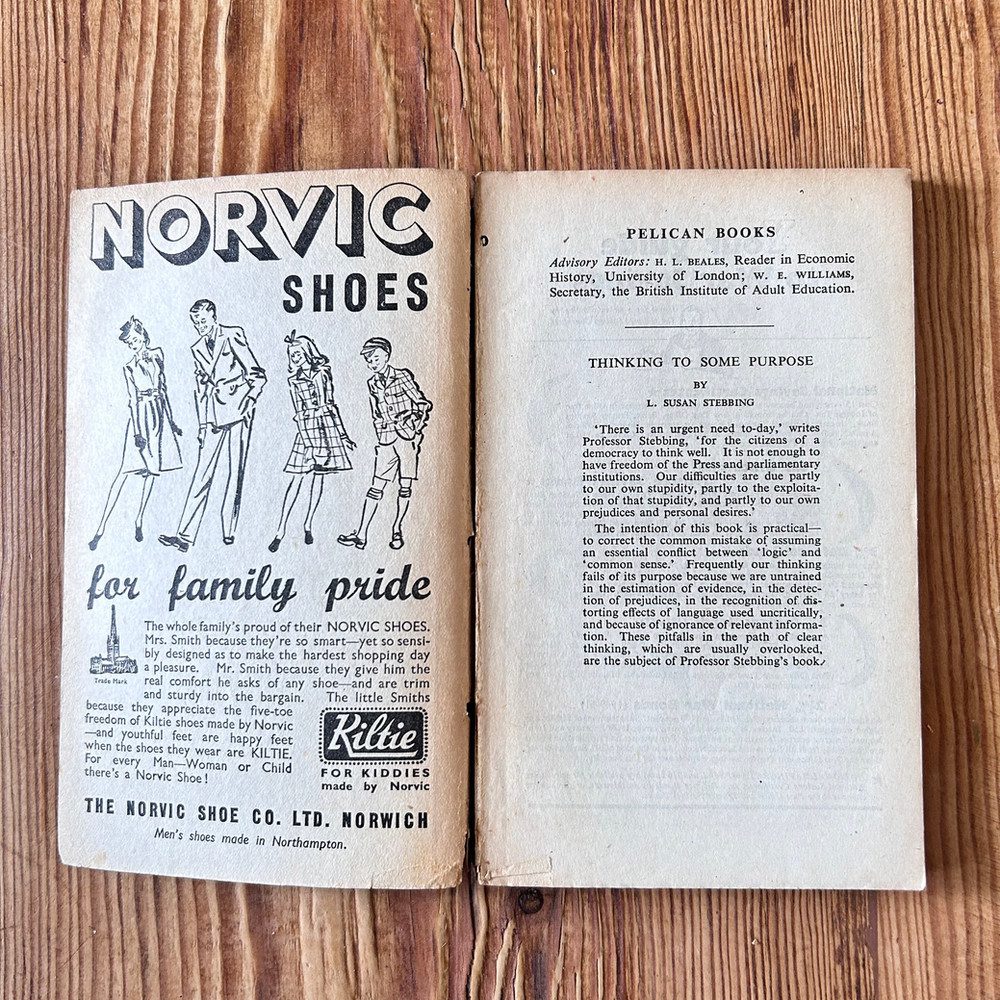 NORVIC
SHOES
for family pride
The whole family's proud of their NORVIC SHOES.
Mrs. Smith because they're so smart—yet so sensi-
bly designed as to make the hardest shopping day
a pleasure. Mr. Smith because they give him the
real comfort he asks of any shoe—and are trim
and sturdy into the bargain. The little Smiths
because they appreciate the five-toe
freedom of Kiltie shoes made by Norvic
—and youthful feet are happy feet
when the shoes they wear are KILTIE.
For every Man—Woman or Child
there's a Norvic Shoe!
Trade Mark
Kiltie
FOR KIDDIES
made by Norvic
THE NORVIC SHOE CO. LTD. NORWICH
Men's shoes made in Northampton.
PELICAN BOOKS
Advisory Editors: H. L. BEALES, Reader in Economic
History, University of London; W. E. WILLIAMS,
Secretary, the British Institute of Adult Education.
THINKING TO SOME PURPOSE
BY
L. SUSAN STEBBING
'There is an urgent need to-day,' writes
Professor Stebbing, 'for the citizens of a
democracy to think well. It is not enough to
have freedom of the Press and parliamentary
institutions. Our difficulties are due partly
to our own stupidity, partly to the exploita-
tion of that stupidity, and partly to our own
prejudices and personal desires.'
The intention of this book is practical—
to correct the common mistake of assuming
an essential conflict between 'logic' and
'common sense.' Frequently our thinking
fails of its purpose because we are untrained
in the estimation of evidence, in the detec-
tion of prejudices, in the recognition of dis-
torting effects of language used uncritically,
and because of ignorance of relevant informa-
tion. These pitfalls in the path of clear
thinking, which are usually overlooked,
are the subject of Professor Stebbing's book.